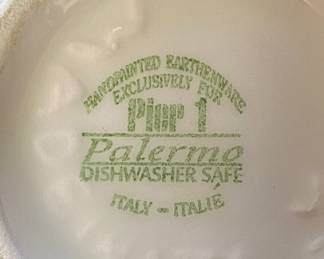 HANDPAINTED EARTHENWARE
EXCLUSIVELY FOR
Pier 1
Palermo
DISHWASHER SAFE
ITALY - ITALIE